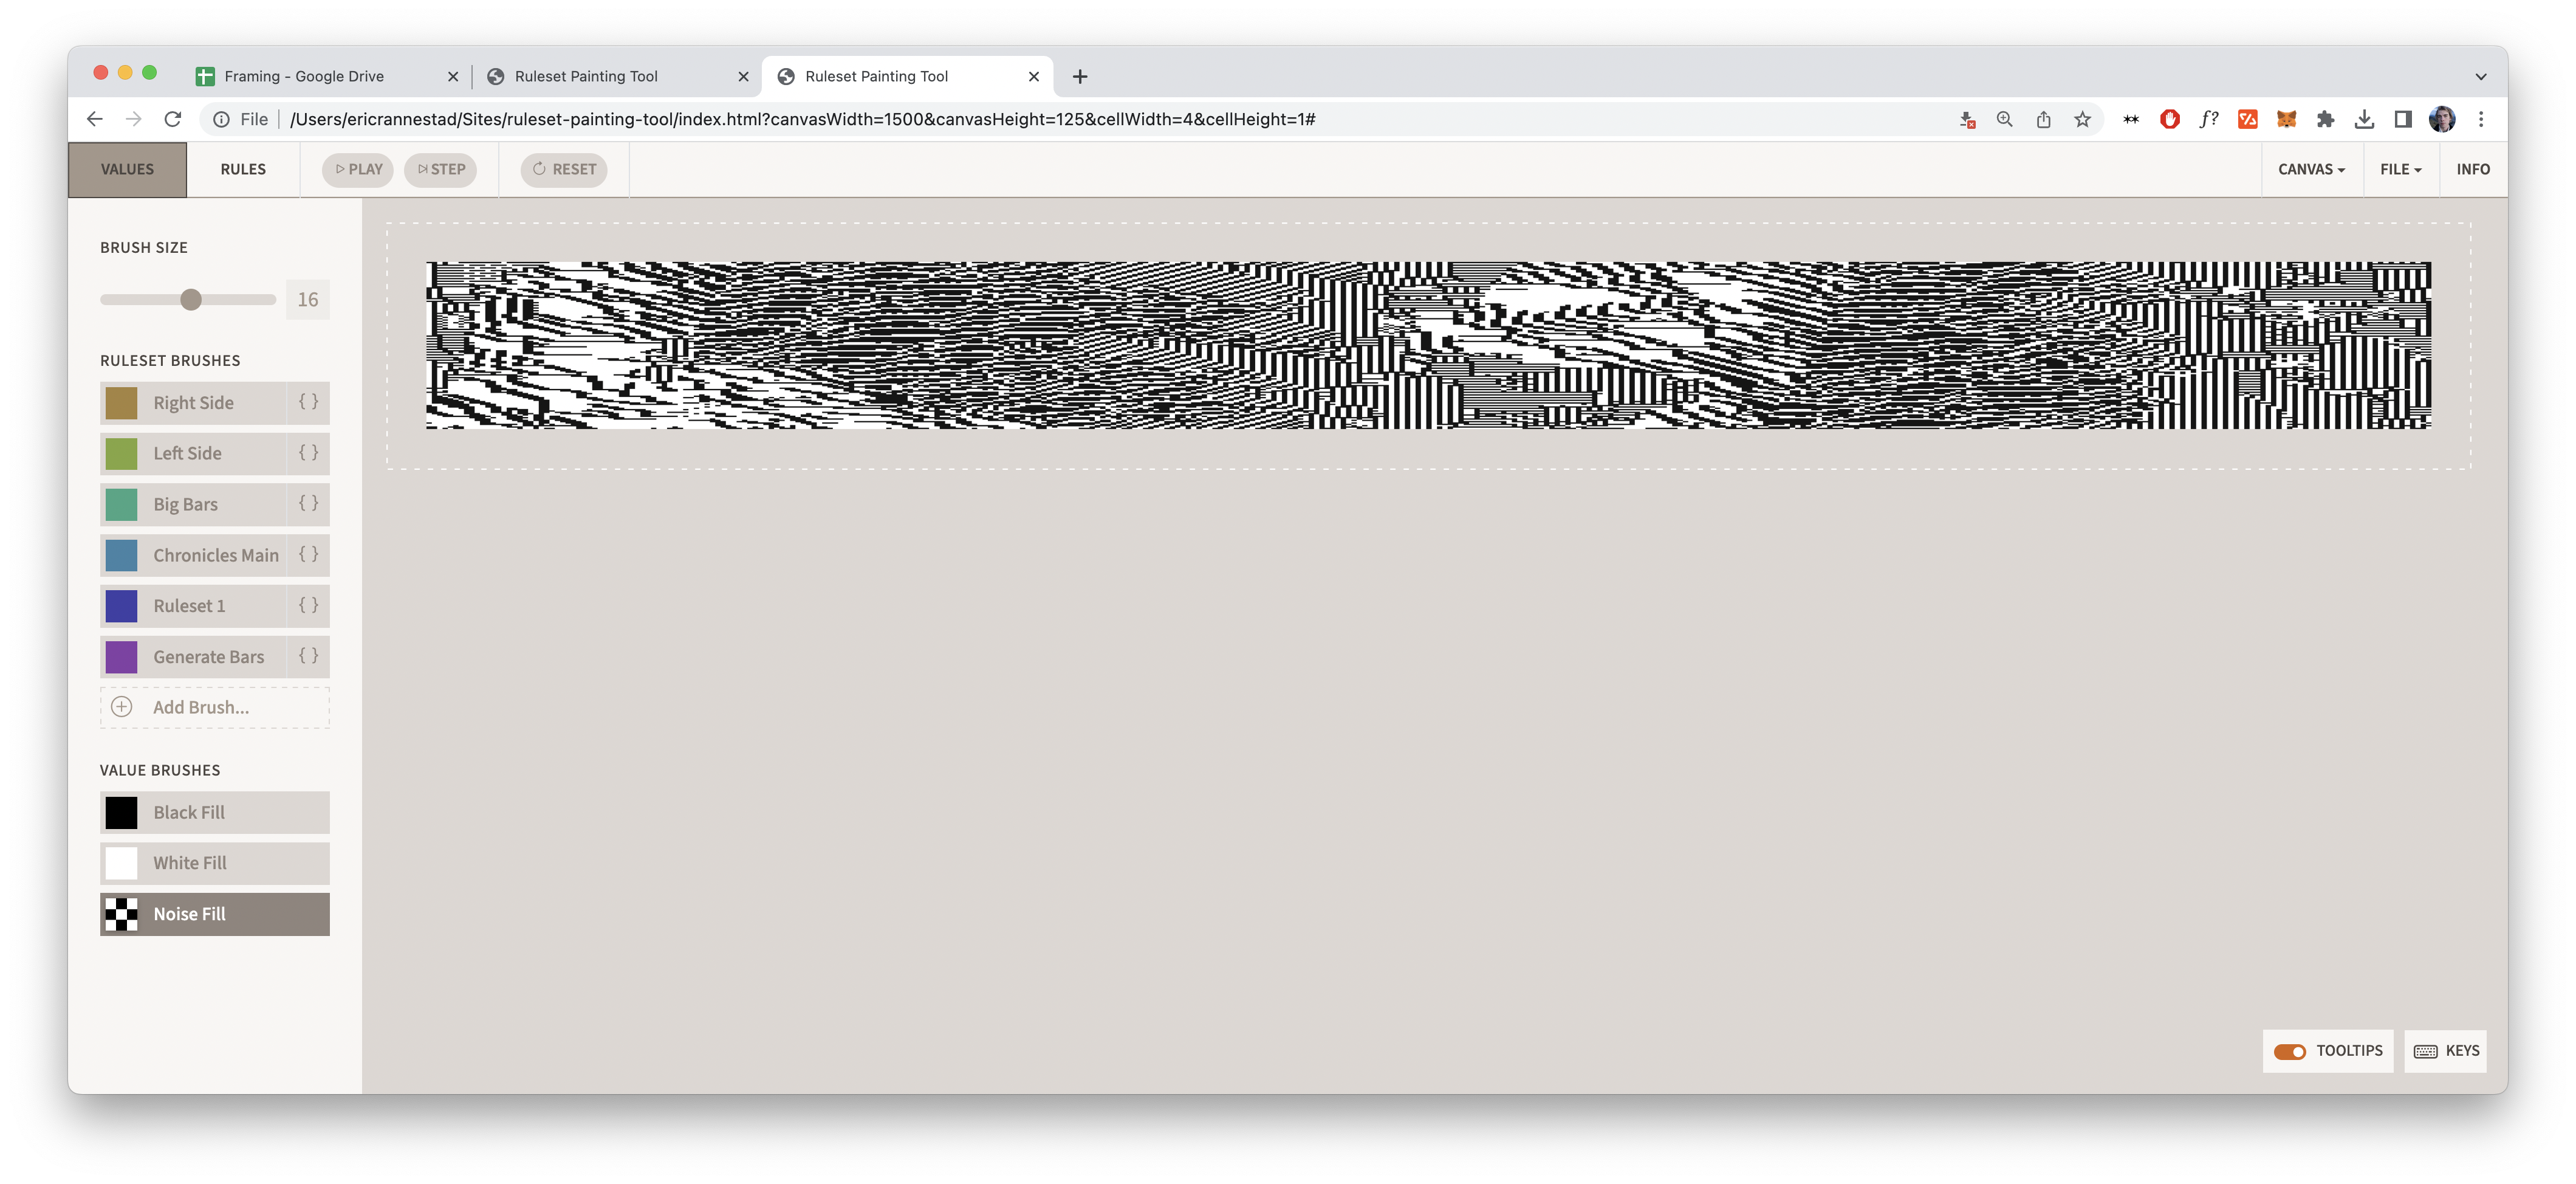 Framing - Google Drive
Ruleset Painting Tool
Ruleset Painting Tool
File
/Users/ericrannestad/Sites/ruleset-painting-tool/index.html?canvasWidth=1500&canvasHeight=125&cellWidth=4&cellHeight=1#
f?
VALUES
RULES
PLAY
STEP
RESET
CANVAS
FILE
INFO
BRUSH SIZE
16
RULESET BRUSHES
Right Side { }
Left Side { }
Big Bars { }
Chronicles Main { }
Ruleset 1 { }
Generate Bars { }
Add Brush...
VALUE BRUSHES
Black Fill
White Fill
Noise Fill
TOOLTIPS
KEYS